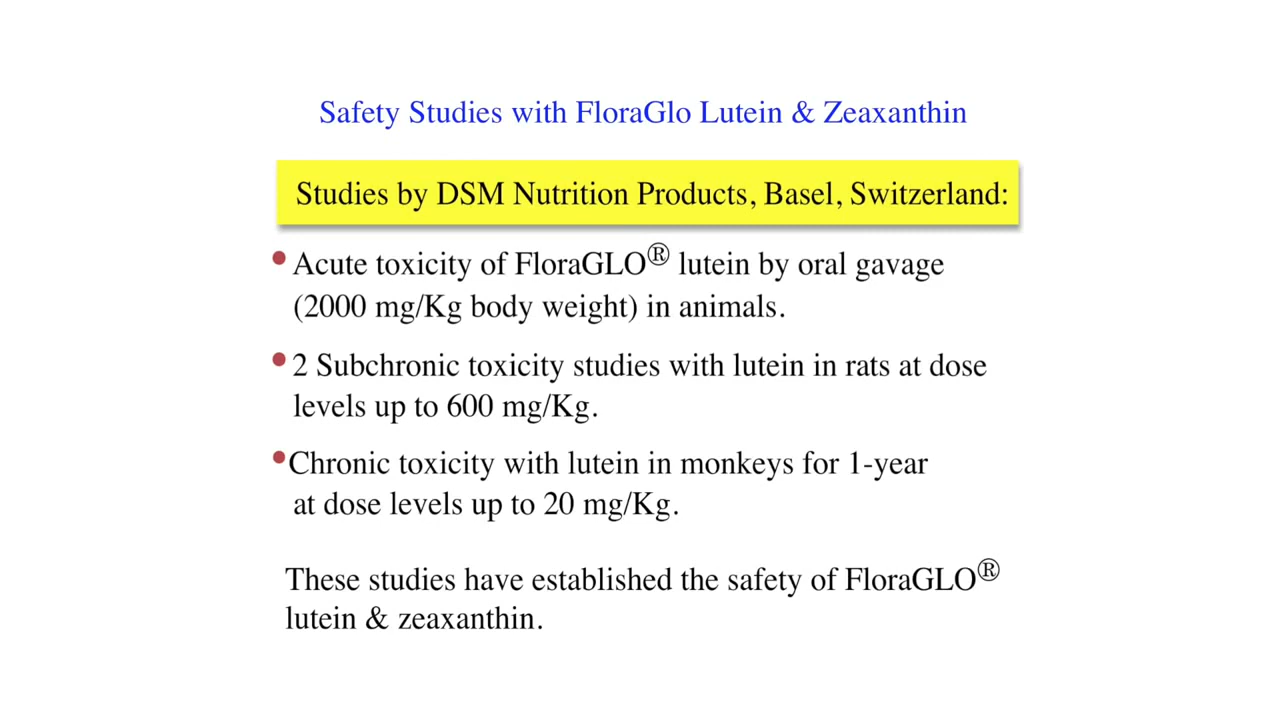 Safety Studies with FloraGlo Lutein & Zeaxanthin
Studies by DSM Nutrition Products, Basel, Switzerland:
•Acute toxicity of FloraGLO® lutein by oral gavage
(2000 mg/Kg body weight) in animals.
•2 Subchronic toxicity studies with lutein in rats at dose
levels up to 600 mg/Kg.
•Chronic toxicity with lutein in monkeys for 1-year
at dose levels up to 20 mg/Kg.
These studies have established the safety of FloraGLO®
lutein & zeaxanthin.